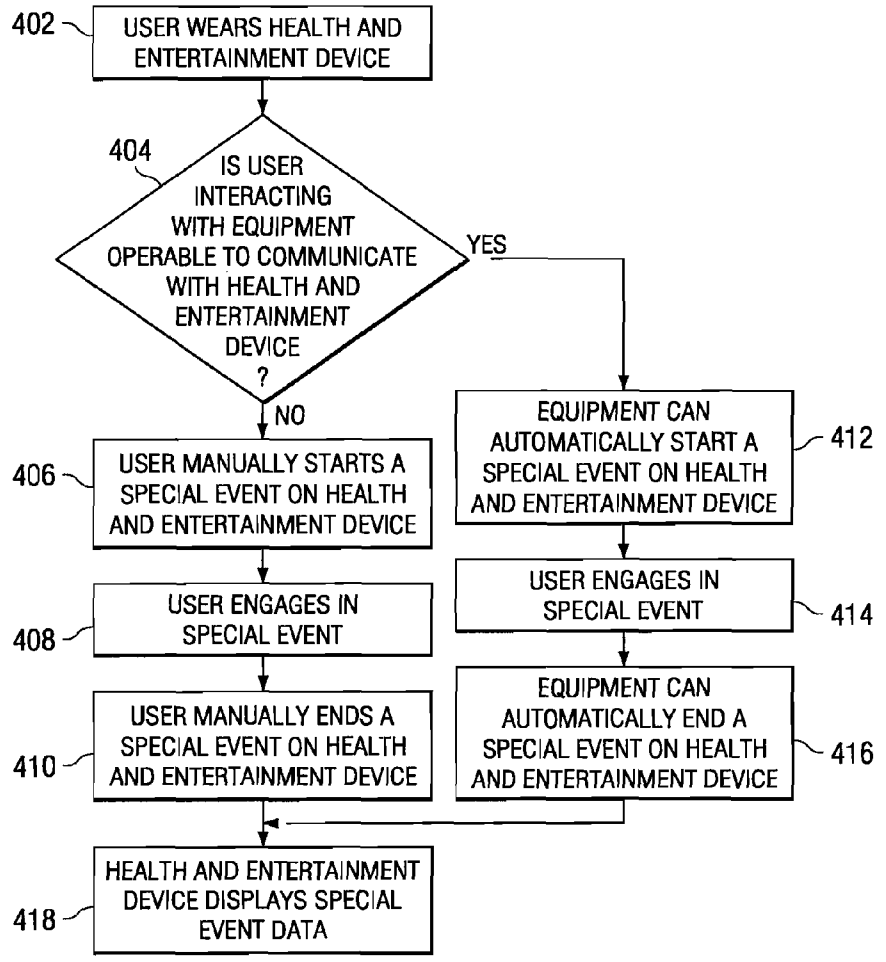 402
USER WEARS HEALTH AND
ENTERTAINMENT DEVICE
404
IS USER
INTERACTING
WITH EQUIPMENT
OPERABLE TO COMMUNICATE
WITH HEALTH AND
ENTERTAINMENT
DEVICE
?
YES
NO
406
USER MANUALLY STARTS A
SPECIAL EVENT ON HEALTH
AND ENTERTAINMENT DEVICE
408
USER ENGAGES IN
SPECIAL EVENT
410
USER MANUALLY ENDS A
SPECIAL EVENT ON HEALTH
AND ENTERTAINMENT DEVICE
EQUIPMENT CAN
AUTOMATICALLY START A
SPECIAL EVENT ON HEALTH
AND ENTERTAINMENT DEVICE
412
USER ENGAGES IN
SPECIAL EVENT
414
EQUIPMENT CAN
AUTOMATICALLY END A
SPECIAL EVENT ON HEALTH
AND ENTERTAINMENT DEVICE
416
418
HEALTH AND ENTERTAINMENT
DEVICE DISPLAYS SPECIAL
EVENT DATA